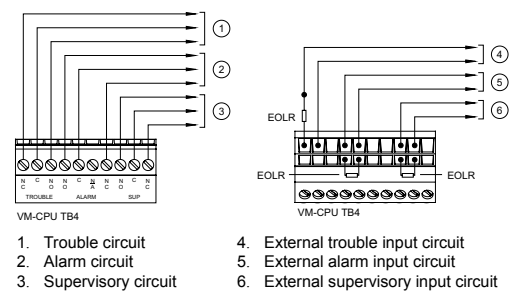 1
2
3
N C N N C N N N C N
C O O A C O C
TROUBLE ALARM SUP
VM-CPU TB4
4
5
6
EOLR
EOLR EOLR
VM-CPU TB4
1. Trouble circuit
2. Alarm circuit
3. Supervisory circuit
4. External trouble input circuit
5. External alarm input circuit
6. External supervisory input circuit